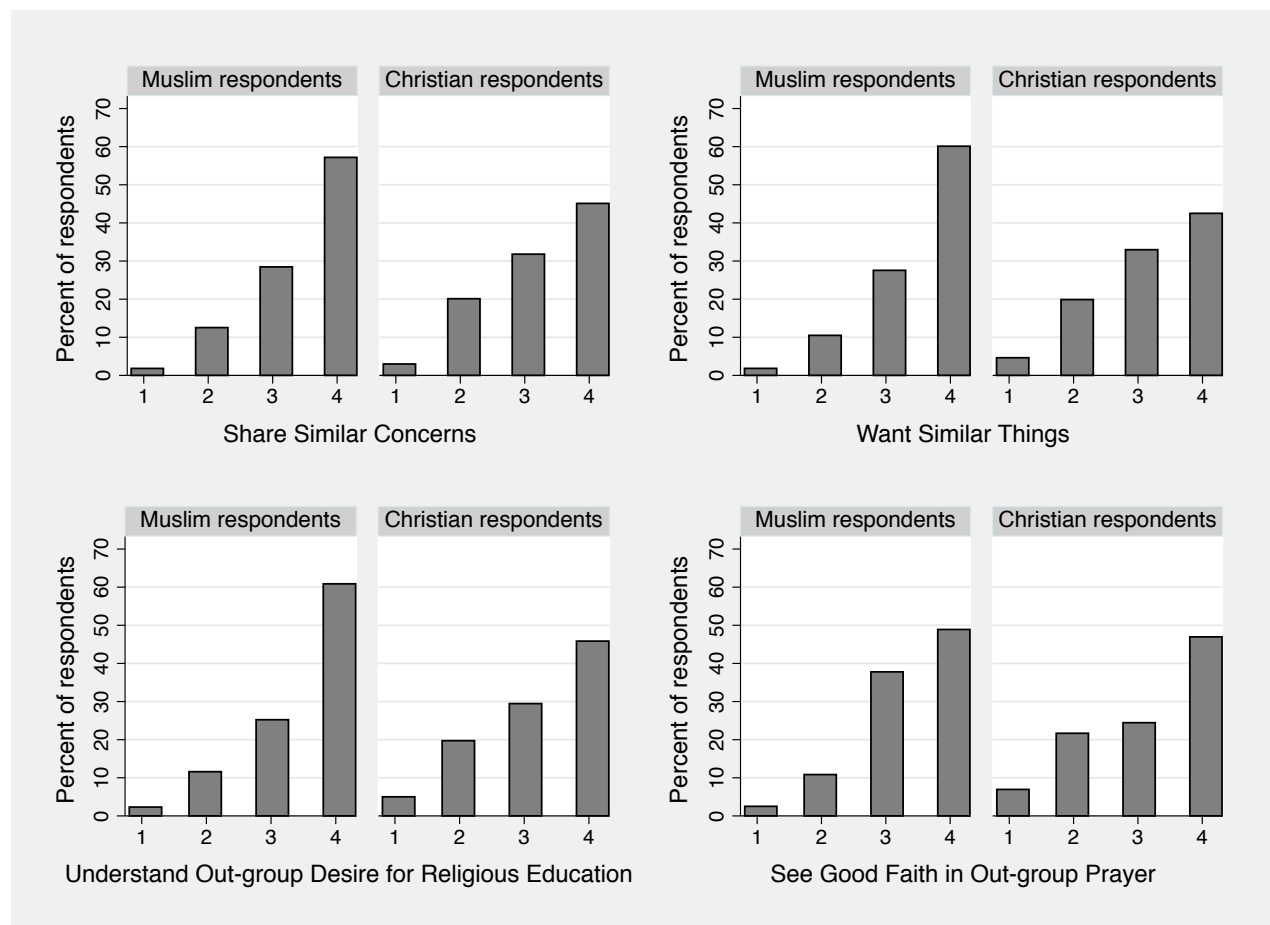 Muslim respondents Christian respondents
Percent of respondents
0 10 20 30 40 50 60 70
1 2 3 4 1 2 3 4
Share Similar Concerns
Muslim respondents Christian respondents
Percent of respondents
0 10 20 30 40 50 60 70
1 2 3 4 1 2 3 4
Want Similar Things
Muslim respondents Christian respondents
Percent of respondents
0 10 20 30 40 50 60 70
1 2 3 4 1 2 3 4
Understand Out-group Desire for Religious Education
Muslim respondents Christian respondents
Percent of respondents
0 10 20 30 40 50 60 70
1 2 3 4 1 2 3 4
See Good Faith in Out-group Prayer